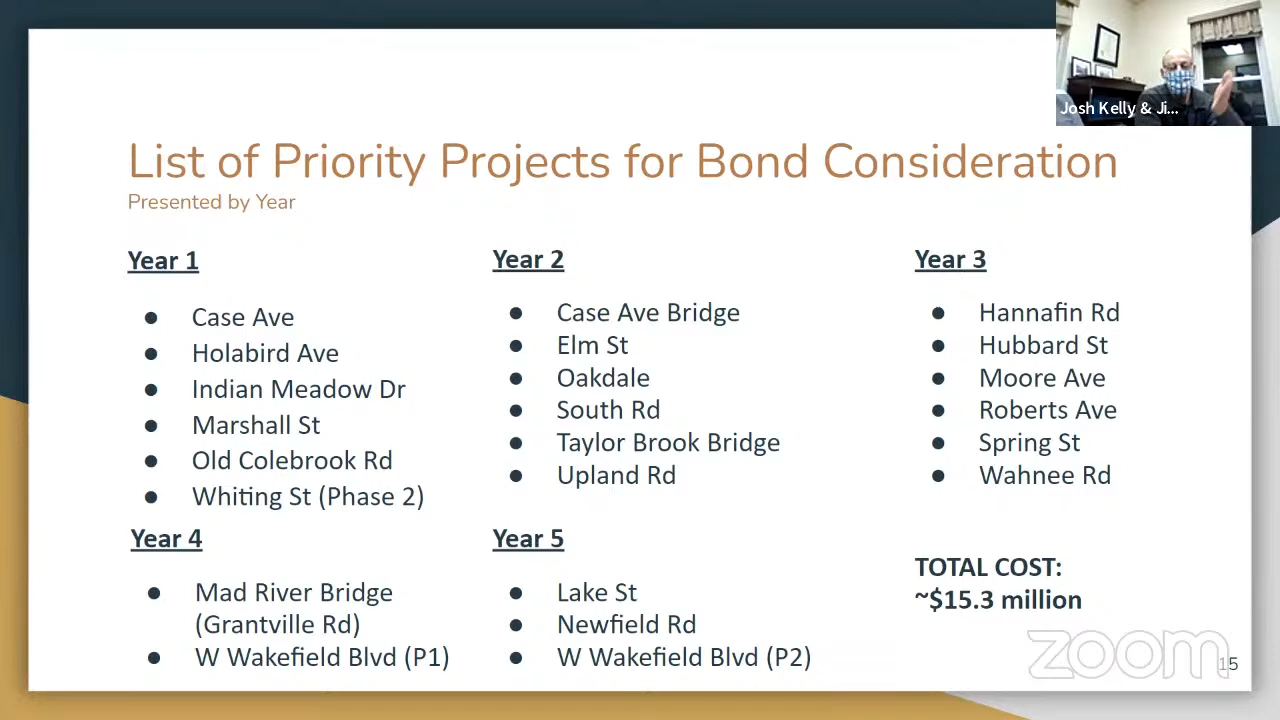 Josh Kelly & Ji...
List of Priority Projects for Bond Consideration
Presented by Year
Year 1
● Case Ave
● Holabird Ave
● Indian Meadow Dr
● Marshall St
● Old Colebrook Rd
● Whiting St (Phase 2)
Year 2
● Case Ave Bridge
● Elm St
● Oakdale
● South Rd
● Taylor Brook Bridge
● Upland Rd
Year 3
● Hannafin Rd
● Hubbard St
● Moore Ave
● Roberts Ave
● Spring St
● Wahnee Rd
Year 4
● Mad River Bridge
(Grantville Rd)
● W Wakefield Blvd (P1)
Year 5
● Lake St
● Newfield Rd
● W Wakefield Blvd (P2)
TOTAL COST:
~$15.3 million
zoom
15